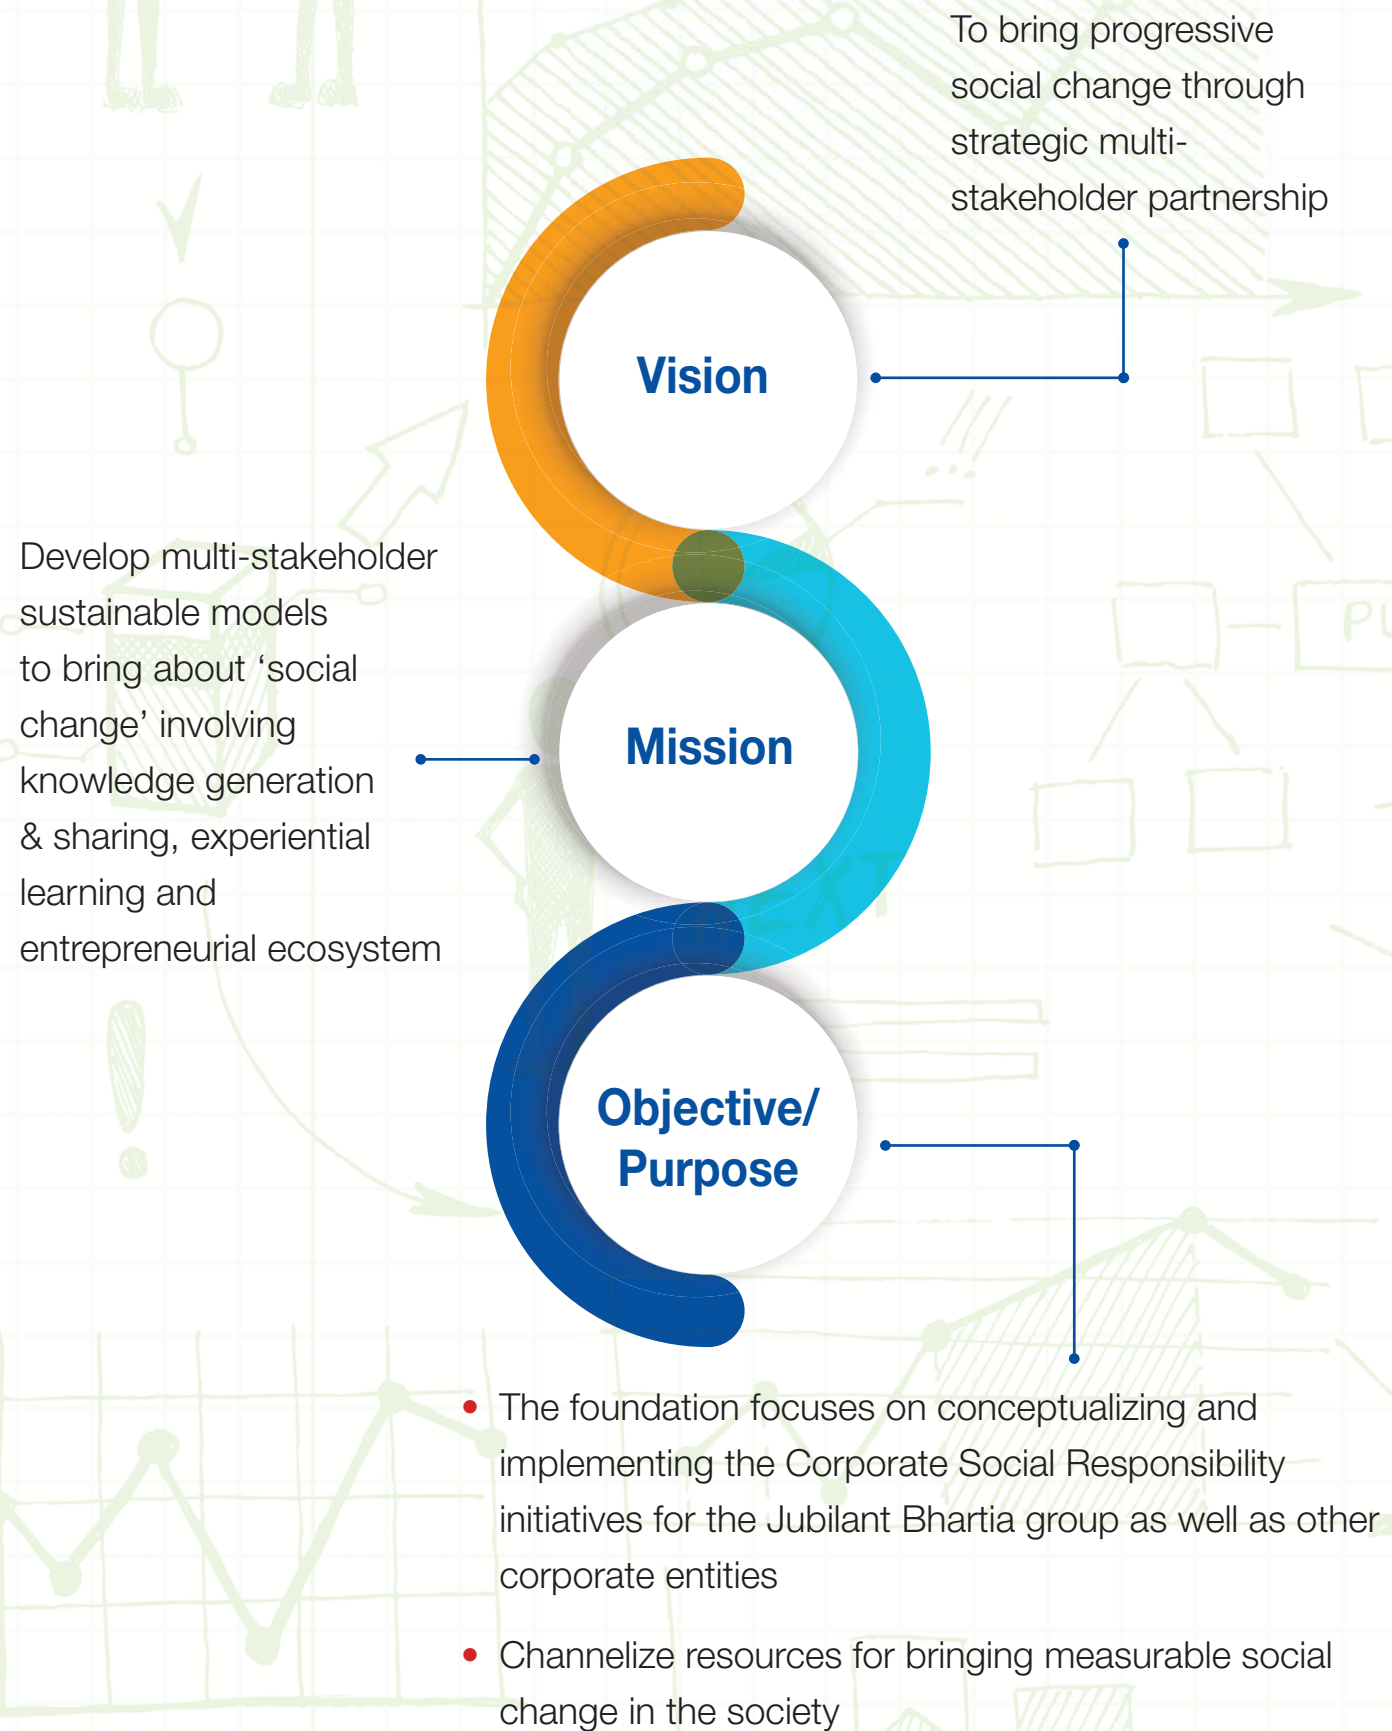 To bring progressive
social change through
strategic multi-
stakeholder partnership
Vision
Develop multi-stakeholder
sustainable models
to bring about ‘social
change’ involving
knowledge generation
& sharing, experiential
learning and
entrepreneurial ecosystem
Mission
NEXT
Objective/
Purpose
• The foundation focuses on conceptualizing and
implementing the Corporate Social Responsibility
initiatives for the Jubilant Bhartia group as well as other
corporate entities
• Channelize resources for bringing measurable social
change in the society